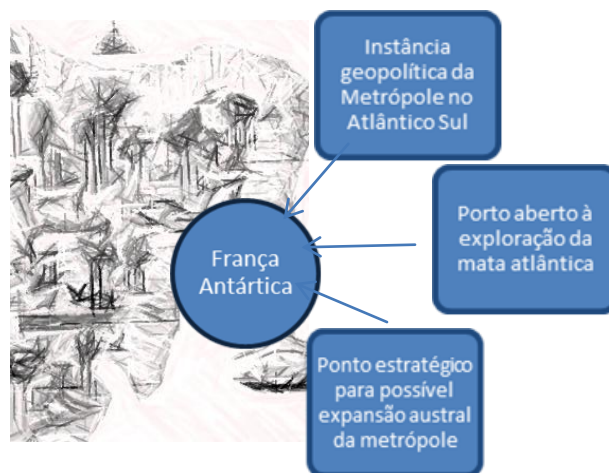 Instância
geopolítica da
Metrópole no
Atlântico Sul
Porto aberto à
exploração da
mata atlântica
França
Antártica
Ponto estratégico
para possível
expansão austral
da metrópole